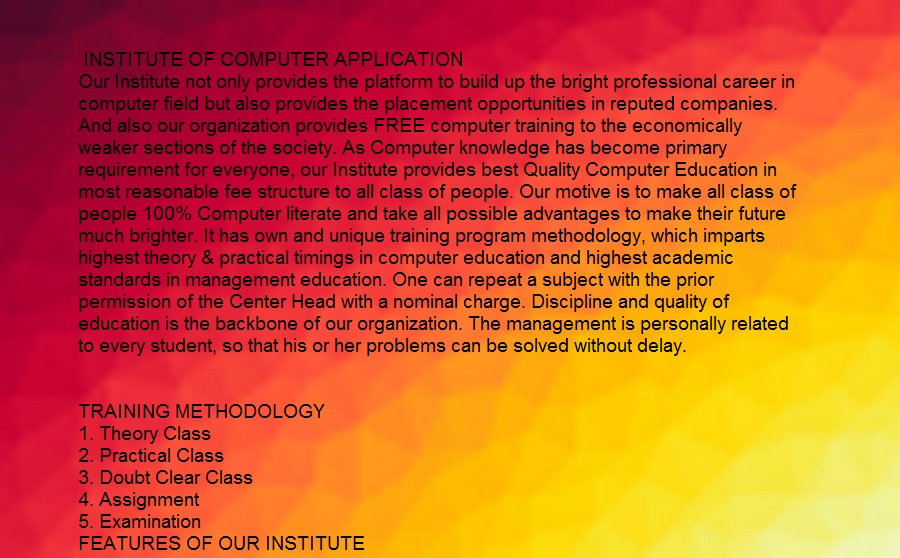 INSTITUTE OF COMPUTER APPLICATION
Our Institute not only provides the platform to build up the bright professional career in
computer field but also provides the placement opportunities in reputed companies.
And also our organization provides FREE computer training to the economically
weaker sections of the society. As Computer knowledge has become primary
requirement for everyone, our Institute provides best Quality Computer Education in
most reasonable fee structure to all class of people. Our motive is to make all class of
people 100% Computer literate and take all possible advantages to make their future
much brighter. It has own and unique training program methodology, which imparts
highest theory & practical timings in computer education and highest academic
standards in management education. One can repeat a subject with the prior
permission of the Center Head with a nominal charge. Discipline and quality of
education is the backbone of our organization. The management is personally related
to every student, so that his or her problems can be solved without delay.
TRAINING METHODOLOGY
1. Theory Class
2. Practical Class
3. Doubt Clear Class
4. Assignment
5. Examination
FEATURES OF OUR INSTITUTE